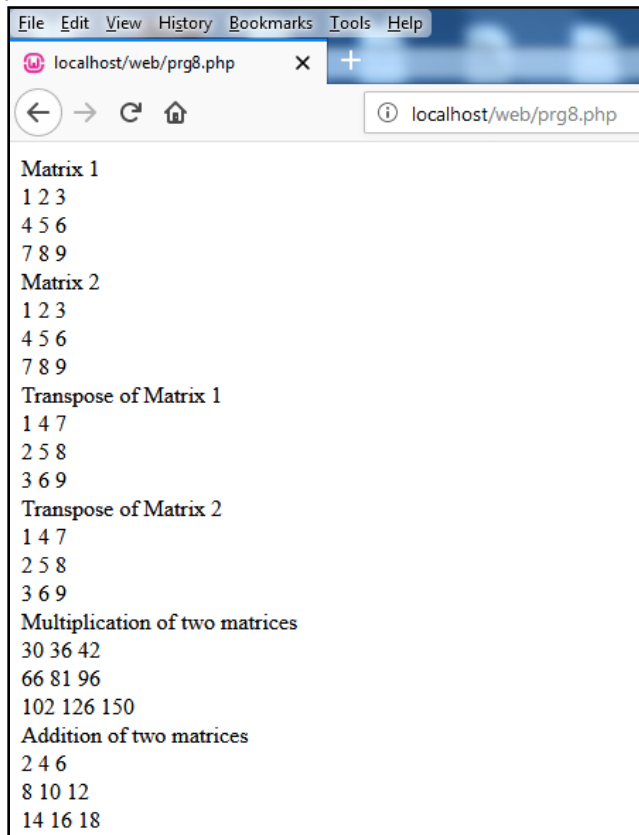 File Edit View History Bookmarks Tools Help
localhost/web/prg8.php
localhost/web/prg8.php
Matrix 1
1 2 3
4 5 6
7 8 9
Matrix 2
1 2 3
4 5 6
7 8 9
Transpose of Matrix 1
1 4 7
2 5 8
3 6 9
Transpose of Matrix 2
1 4 7
2 5 8
3 6 9
Multiplication of two matrices
30 36 42
66 81 96
102 126 150
Addition of two matrices
2 4 6
8 10 12
14 16 18